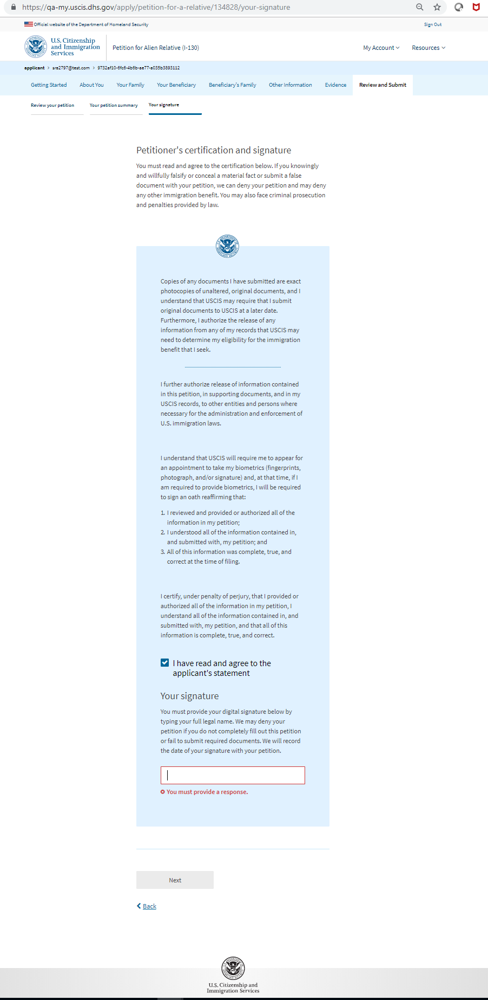 https://qa-my.uscis.dhs.gov/apply/petition-for-a-relative/134828/your-signature
Official website of the Department of Homeland Security
Sign Out
U.S. Citizenship
and Immigration
Services
Petition for Alien Relative (I-130)
My Account
Resources
applicant > sra2797@test.com > 9732af10-6fc6-4b6b-ae77-a035b3893112
Getting Started About You Your Family Your Beneficiary Beneficiary's Family Other Information Evidence Review and Submit
Review your petition Your petition summary Your signature
Petitioner's certification and signature
You must read and agree to the certification below. If you knowingly
and willfully falsify or conceal a material fact or submit a false
document with your petition, we can deny your petition and may deny
any other immigration benefit. You may also face criminal prosecution
and penalties provided by law.
Copies of any documents I have submitted are exact
photocopies of unaltered, original documents, and I
understand that USCIS may require that I submit
original documents to USCIS at a later date.
Furthermore, I authorize the release of any
information from any of my records that USCIS may
need to determine my eligibility for the immigration
benefit that I seek.
I further authorize release of information contained
in this petition, in supporting documents, and in my
USCIS records, to other entities and persons where
necessary for the administration and enforcement of
U.S. immigration laws.
I understand that USCIS will require me to appear for
an appointment to take my biometrics (fingerprints,
photograph, and/or signature) and, at that time, if I
am required to provide biometrics, I will be required
to sign an oath reaffirming that:
1. I reviewed and provided or authorized all of the
information in my petition;
2. I understood all of the information contained in,
and submitted with, my petition; and
3. All of this information was complete, true, and
correct at the time of filing.
I certify, under penalty of perjury, that I provided or
authorized all of the information in my petition, I
understand all of the information contained in, and
submitted with, my petition, and that all of this
information is complete, true, and correct.
I have read and agree to the
applicant's statement
Your signature
You must provide your digital signature below by
typing your full legal name. We may deny your
petition if you do not completely fill out this petition
or fail to submit required documents. We will record
the date of your signature with your petition.
You must provide a response.
Next
Back
U.S. Citizenship and
Immigration Services